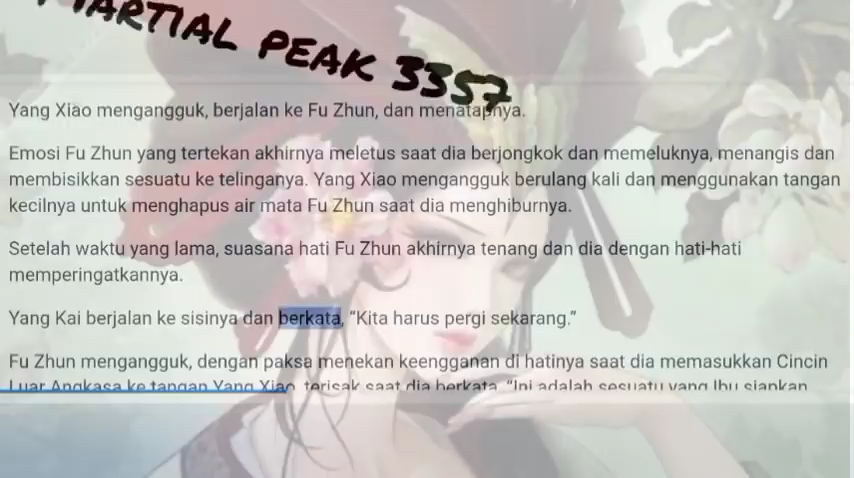 MARTIAL PEAK 3357
Yang Xiao mengangguk, berjalan ke Fu Zhun, dan menatapnya.
Emosi Fu Zhun yang tertekan akhirnya meletus saat dia berjongkok dan memeluknya, menangis dan
membisikkan sesuatu ke telinganya. Yang Xiao mengangguk berulang kali dan menggunakan tangan
kecilnya untuk menghapus air mata Fu Zhun saat dia menghiburnya.
Setelah waktu yang lama, suasana hati Fu Zhun akhirnya tenang dan dia dengan hati-hati
memperingatkannya.
Yang Kai berjalan ke sisinya dan berkata, “Kita harus pergi sekarang.”
Fu Zhun mengangguk, dengan paksa menekan keengganan di hatinya saat dia memasukkan Cincin
Luar Angkasa ke tangan Yang Xiao, terisak saat dia berkata, “Ini adalah sesuatu yang Ibu siapkan